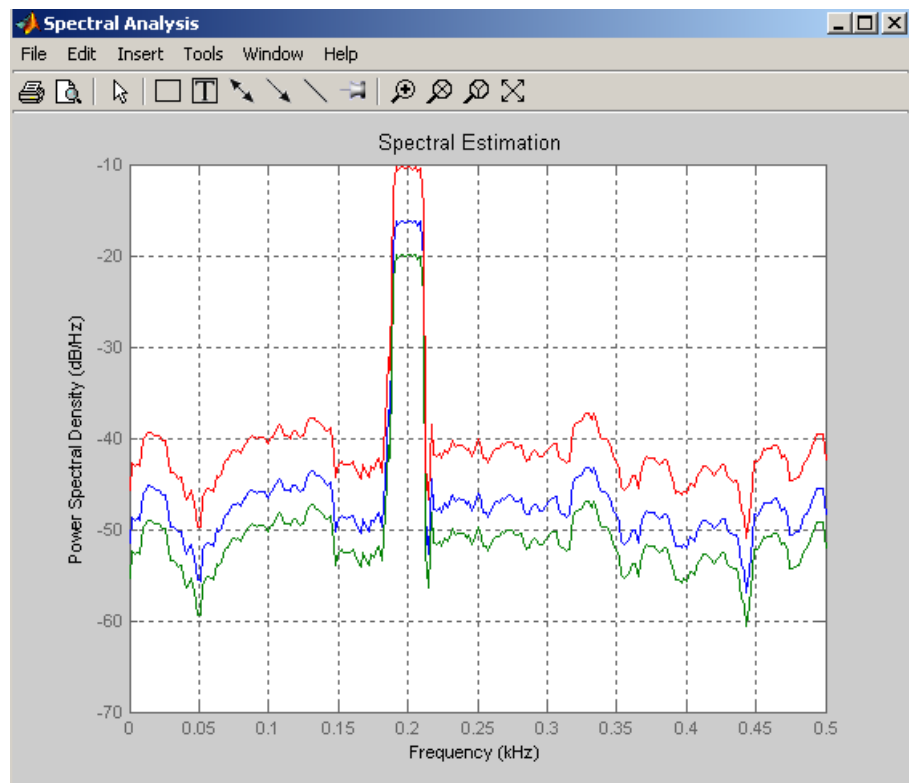 Spectral Analysis
File Edit Insert Tools Window Help
T
Spectral Estimation
-10
-20
-30
-40
-50
-60
-70
Power Spectral Density (dB/Hz)
0 0.05 0.1 0.15 0.2 0.25 0.3 0.35 0.4 0.45 0.5
Frequency (kHz)